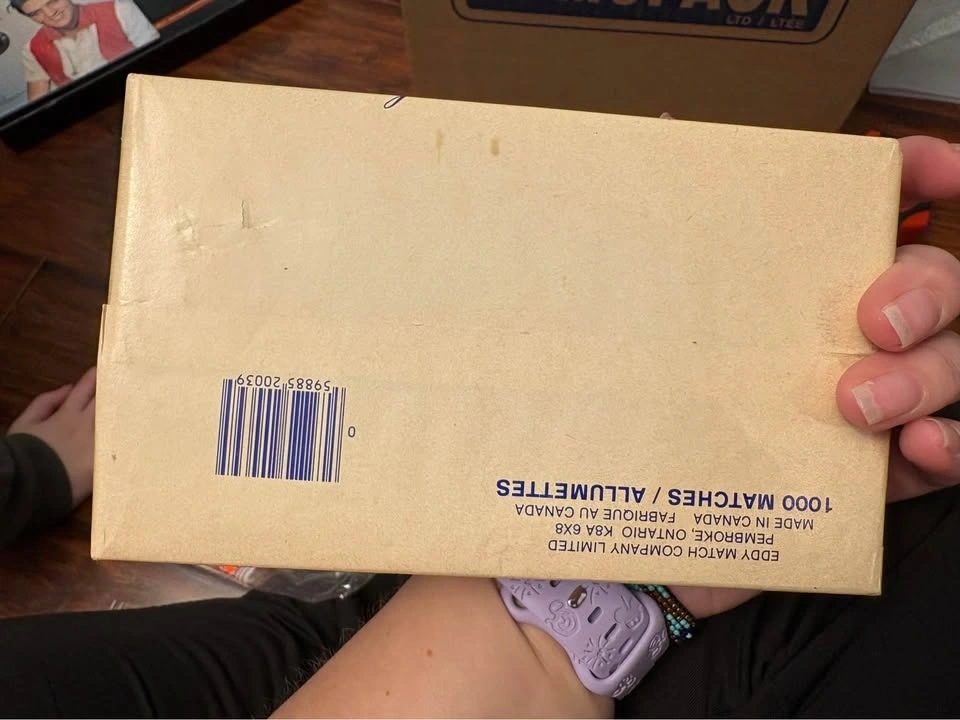 LTD / LTÉE
1000 MATCHES / ALLUMETTES
MADE IN CANADA FABRIQUE AU CANADA
PEMBROKE, ONTARIO K8A 6X8
EDDY MATCH COMPANY LIMITED
0
59885 20039